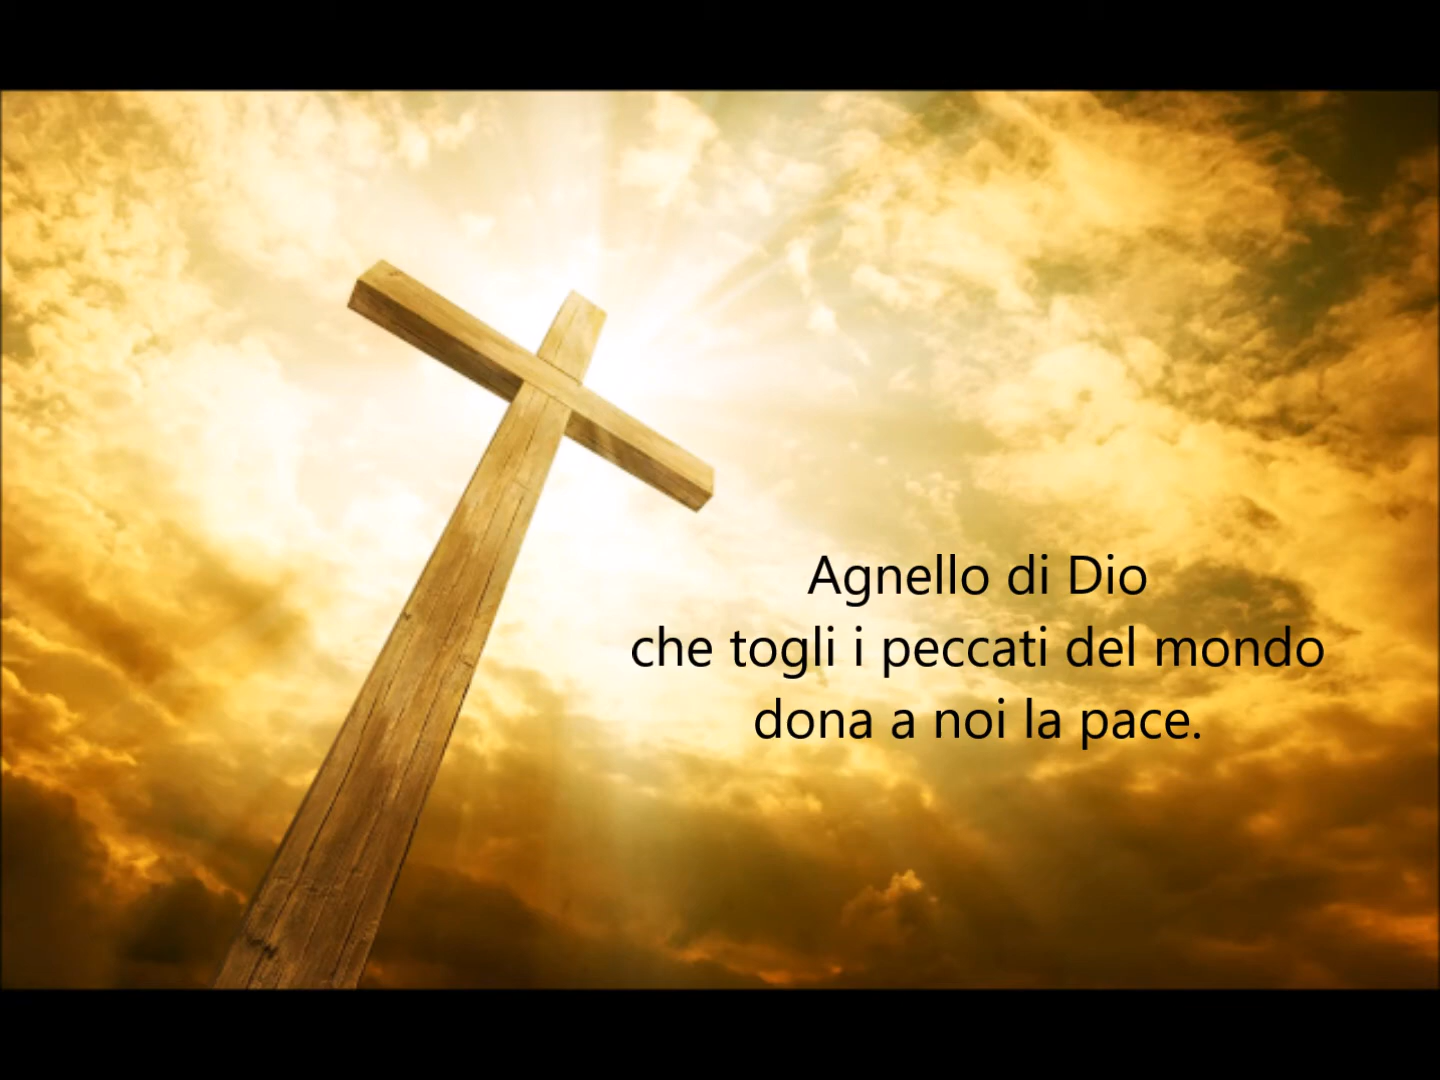 Agnello di Dio
che togli i peccati del mondo
dona a noi la pace.